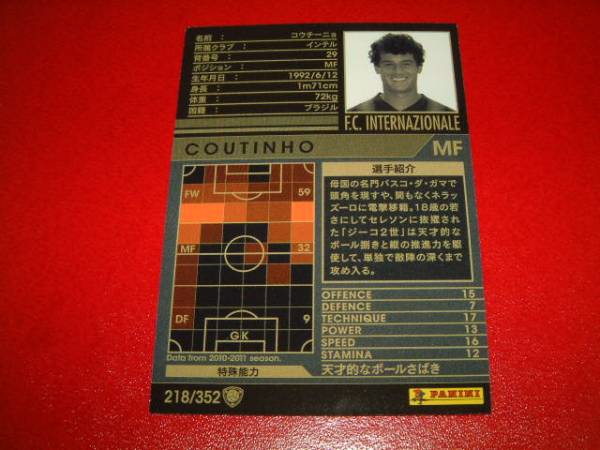 名前 : コウチーニョ
所属クラブ : インテル
背番号 : 29
ポジション : MF
生年月日 : 1992/6/12
身長 : 1m71cm
体重 : 72kg
国籍 : ブラジル
F.C. INTERNAZIONALE
COUTINHO
MF
FW 59
MF 32
DF 9
GK
Data from 2010-2011 season.
特殊能力
選手紹介
母国の名門バスコ・ダ・ガマで
頭角を現すや、間もなくネラッ
ズーロに電撃移籍。18歳の若
さにしてセレソンに抜擢され
た「ジーコ2世」は天才的な
ボール捌きと縦の推進力を駆
使して、単独で敵陣の深くまで
攻め入る。
OFFENCE 15
DEFENCE 7
TECHNIQUE 17
POWER 13
SPEED 16
STAMINA 12
天才的なボールさばき
218/352
PANINI